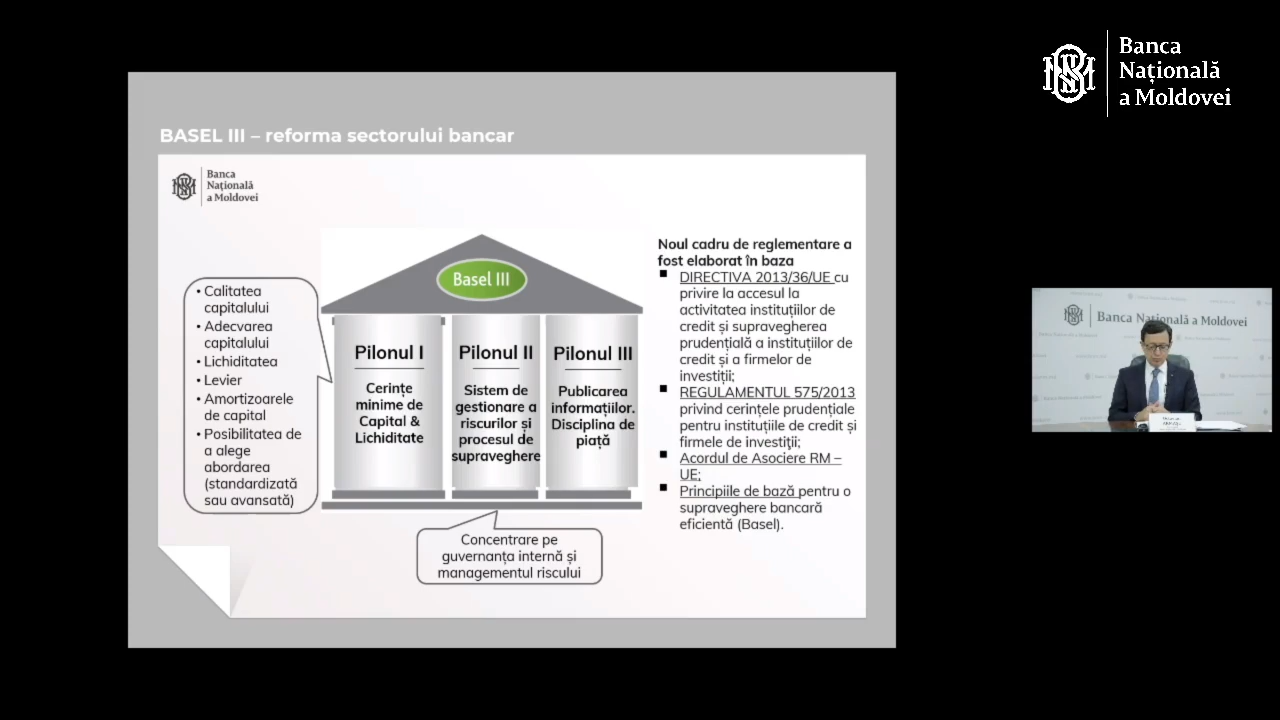 Banca
Națională
a Moldovei
BASEL III – reforma sectorului bancar
Banca
Națională
a Moldovei
Basel III
• Calitatea
capitalului
• Adecvarea
capitalului
• Lichiditatea
• Levier
• Amortizoarele
de capital
• Posibilitatea de
a alege
abordarea
(standardizată
sau avansată)
Pilonul I
Cerințe
minime de
Capital &
Lichiditate
Pilonul II
Sistem de
gestionare a
riscurilor și
procesul de
supraveghere
Pilonul III
Publicarea
informațiilor.
Disciplina de
piață
Concentrare pe
guvernanța internă și
managementul riscului
Noul cadru de reglementare a
fost elaborat în baza
▪ DIRECTIVA 2013/36/UE cu
privire la accesul la
activitatea instituțiilor de
credit și supravegherea
prudențială a instituțiilor de
credit și a firmelor de
investiții;
▪ REGULAMENTUL 575/2013
privind cerințele prudențiale
pentru instituțiile de credit și
firmele de investiţii;
▪ Acordul de Asociere RM –
UE;
▪ Principiile de bază pentru o
supraveghere bancară
eficientă (Basel).
Banca Națională a Moldovei